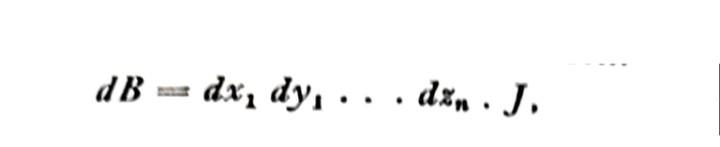 dB = dx₁ dy₁ . . . dzₙ . J,